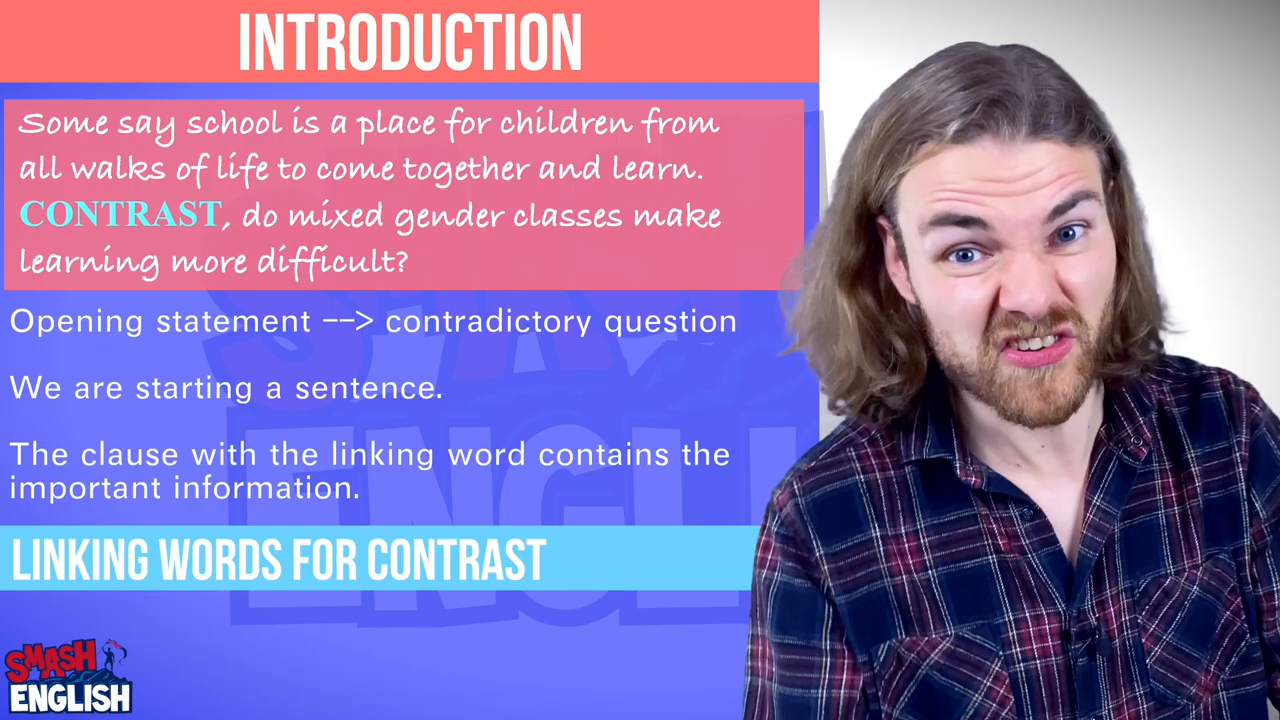 INTRODUCTION
Some say school is a place for children from
all walks of life to come together and learn.
CONTRAST, do mixed gender classes make
learning more difficult?
Opening statement --> contradictory question
We are starting a sentence.
The clause with the linking word contains the
important information.
LINKING WORDS FOR CONTRAST
SMASH
ENGLISH